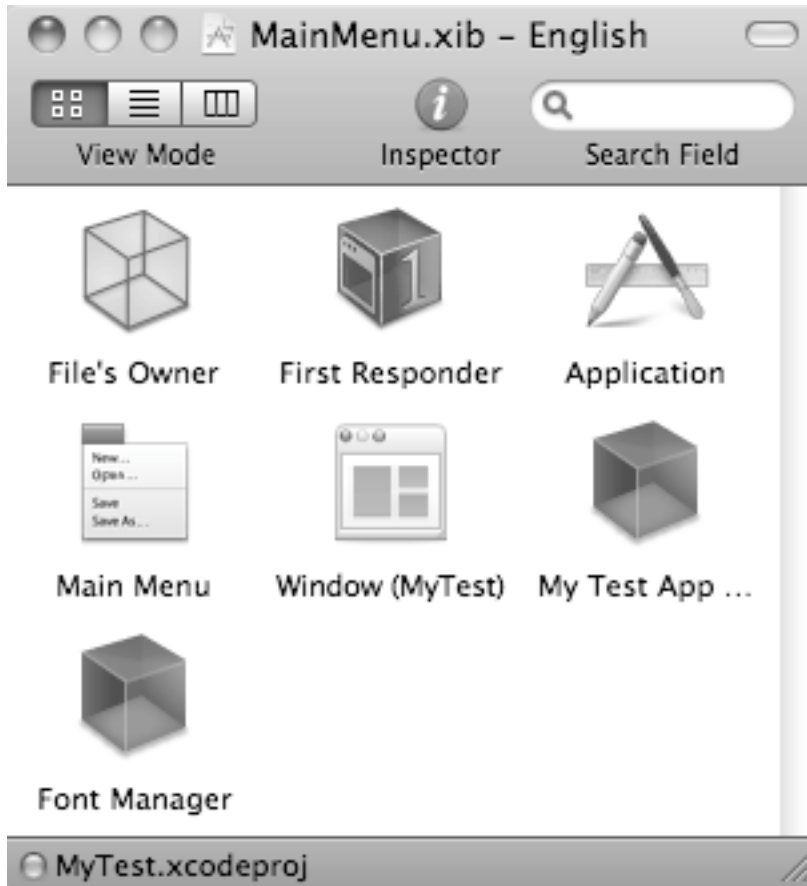 MainMenu.xib – English
View Mode
Inspector
Search Field
File's Owner
First Responder
1
Application
New...
Open...
Save
Save As...
Main Menu
Window (MyTest)
My Test App ...
Font Manager
MyTest.xcodeproj